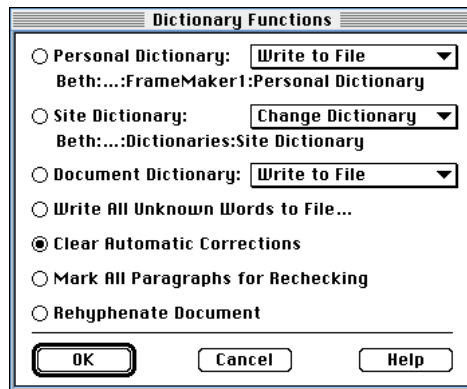 Dictionary Functions
Personal Dictionary: Write to File
Beth:...:FrameMaker1:Personal Dictionary
Site Dictionary: Change Dictionary
Beth:...:Dictionaries:Site Dictionary
Document Dictionary: Write to File
Write All Unknown Words to File...
Clear Automatic Corrections
Mark All Paragraphs for Rechecking
Rehyphenate Document
OK Cancel Help